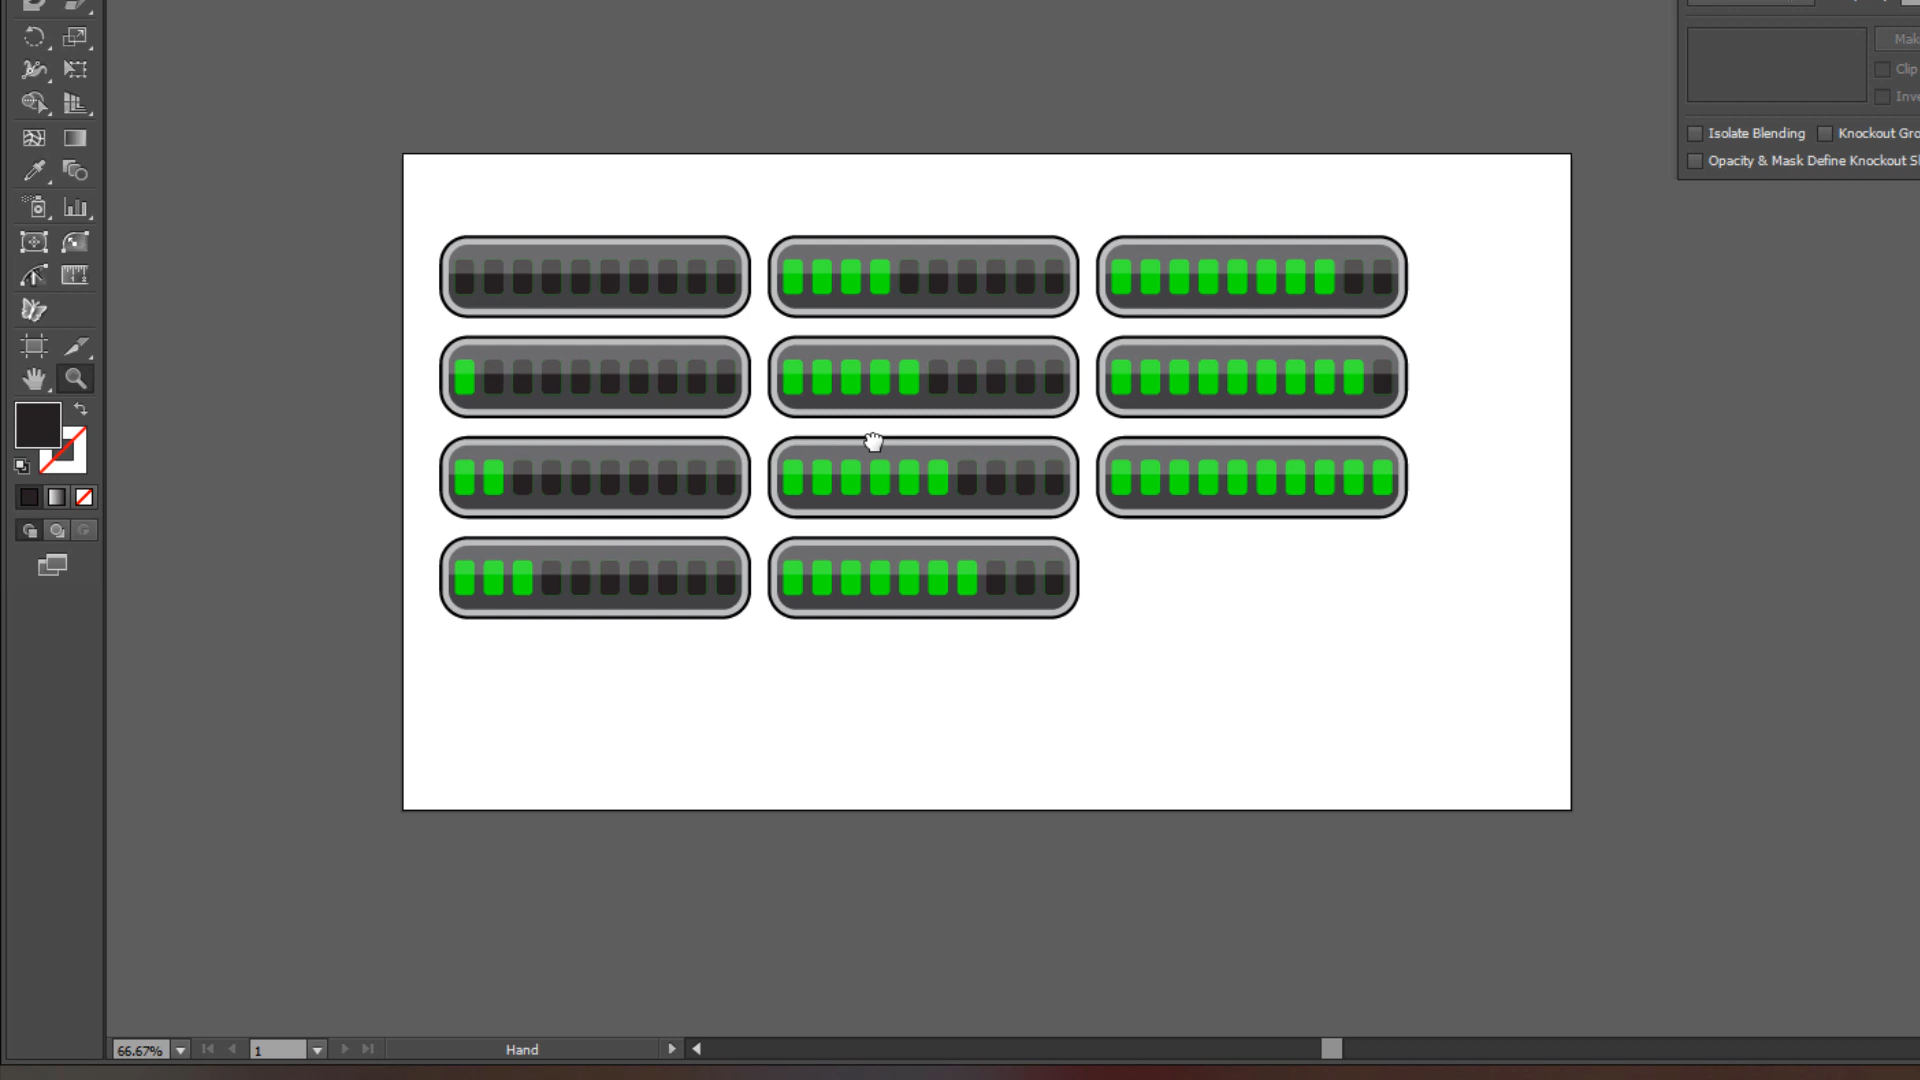 Mak
Clip
Inve
Isolate Blending
Knockout Gro
Opacity & Mask Define Knockout S
66.67%
1
Hand